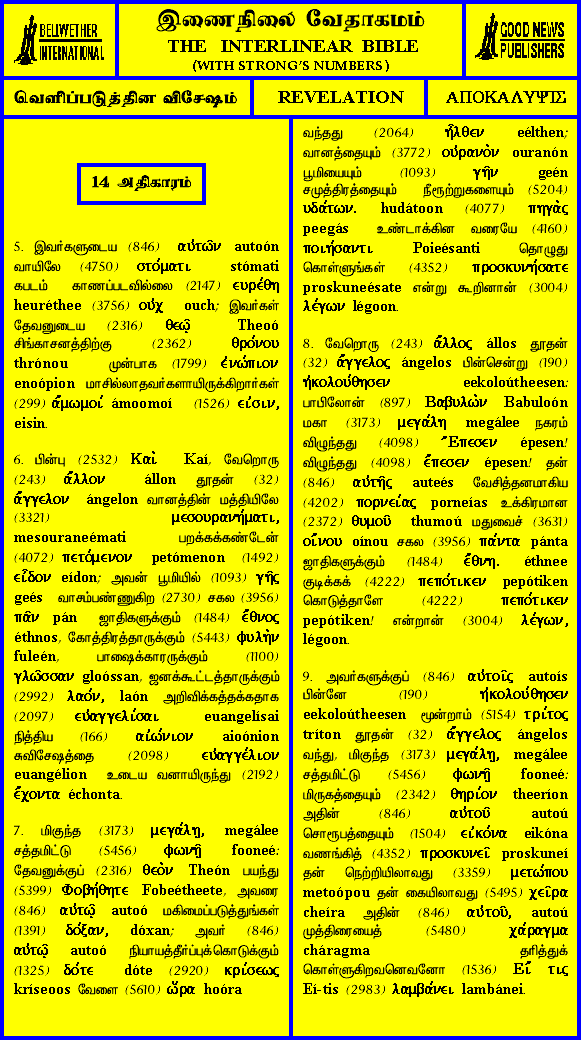 BELLWETHER
INTERNATIONAL
இணைநிலை வேதாகமம்
THE INTERLINEAR BIBLE
(WITH STRONG'S NUMBERS)
GOOD NEWS
PUBLISHERS
வெளிப்படுத்தின விசேஷம்
REVELATION
ΑΠΟΚΑΛΥΨΙΣ
14 அதிகாரம்
5. இவர்களுடைய (846) αὐτῶν autoón
வாயிலே (4750) στόματι stómati
கபடம் காணப்படவில்லை (2147) ευρέθη
heuréthee (3756) οὐχ ouch; இவர்கள்
தேவனுடைய (2316) θεῷ Theoó
சிங்காசனத்திற்கு (2362) θρόνου
thrónou முன்பாக (1799) ἐνώπιον
enoópion மாசில்லாதவர்களாயிருக்கிறார்கள்
(299) ἄμωμοί ámoomoí (1526) εἰσιν,
eisin.
6. பின்பு (2532) Καὶ Kaí, வேறொரு
(243) ἄλλον állon தூதன் (32)
ἄγγελον ángelon வானத்தின் மத்தியிலே
(3321) μεσουρανήματι,
mesouraneémati பறக்கக்கண்டேன்
(4072) πετόμενον petómenon (1492)
εἶδον eídon; அவன் பூமியில் (1093) γῆς
geés வாசம்பண்ணுகிற (2730) சகல (3956)
πᾶν pán ஜாதிகளுக்கும் (1484) ἔθνος
éthnos, கோத்திரத்தாருக்கும் (5443) φυλὴν
fuleén, பாஷைக்காரருக்கும் (1100)
γλῶσσαν gloóssan, ஜனக்கூட்டத்தாருக்கும்
(2992) λαόν, laón அறிவிக்கத்தக்கதாக
(2097) εὐαγγελίσαι euangelísai
நித்திய (166) αἰώνιον aioónion
சுவிசேஷத்தை (2098) εὐαγγέλιον
euangélion உடைய வனாயிருந்து (2192)
ἔχοντα échonta.
7. மிகுந்த (3173) μεγάλῃ, megálee
சத்தமிட்டு (5456) φωνῇ fooneé:
தேவனுக்குப் (2316) θεὸν Theón பயந்து
(5399) Φοβήθητε Fobeétheete, அவரை
(846) αὐτῷ autoó மகிமைப்படுத்துங்கள்
(1391) δόξαν, dóxan; அவர் (846)
αὐτῷ autoó நியாயத்தீர்ப்புக்கொடுக்கும்
(1325) δότε dóte (2920) κρίσεως
kríseoos வேளை (5610) ὥρα hoóra
வந்தது (2064) ἦλθεν eélthen;
வானத்தையும் (3772) οὐρανὸν ouranón
பூமியையும் (1093) γῆν geén
சமுத்திரத்தையும் நீரூற்றுகளையும் (5204)
υδάτων. hudátoon (4077) πηγὰς
peegás உண்டாக்கின வரையே (4160)
ποιήσαντι Poieésanti தொழுது
கொள்ளுங்கள் (4352) προσκυνήσατε
proskuneésate என்று கூறினான் (3004)
λέγων légoon.
8. வேறொரு (243) ἄλλος állos தூதன்
(32) ἄγγελος ángelos பின்சென்று (190)
ἠκολούθησεν eekoloútheesen:
பாபிலோன் (897) Βαβυλὼν Babuloón
மகா (3173) μεγάλη megálee நகரம்
விழுந்தது (4098) Ἔπεσεν épesen!
விழுந்தது (4098) ἔπεσεν épesen! தன்
(846) αὐτῆς auteés வேசித்தனமாகிய
(4202) πορνείας porneías உக்கிரமான
(2372) θυμοῦ thumoú மதுவைச் (3631)
οἴνου oínou சகல (3956) πάντα pánta
ஜாதிகளுக்கும் (1484) ἔθνη. éthnee
குடிக்கக் (4222) πεπότικεν pepótiken
கொடுத்தாளே (4222) πεπότικεν
pepótiken! என்றான் (3004) λέγων,
légoon.
9. அவர்களுக்குப் (846) αὐτοῖς autoís
பின்னே (190) ἠκολούθησεν
eekoloútheesen மூன்றாம் (5154) τρίτος
tríton தூதன் (32) ἄγγελος ángelos
வந்து, மிகுந்த (3173) μεγάλῃ, megálee
சத்தமிட்டு (5456) φωνῇ fooneé:
மிருகத்தையும் (2342) θηρίον theeríon
அதின் (846) αὐτοῦ autoú
சொரூபத்தையும் (1504) εἰκόνα eikóna
வணங்கித் (4352) προσκυνεῖ proskuneí
தன் நெற்றியிலாவது (3359) μετώπου
metoópou தன் கையிலாவது (5495) χεῖρα
cheíra அதின் (846) αὐτοῦ, autoú
முத்திரையைத் (5480) χάραγμα
cháragma தரித்துக்
கொள்ளுகிறவனெவனோ (1536) Εἴ τις
Eí-tis (2983) λαμβάνει lambánei.